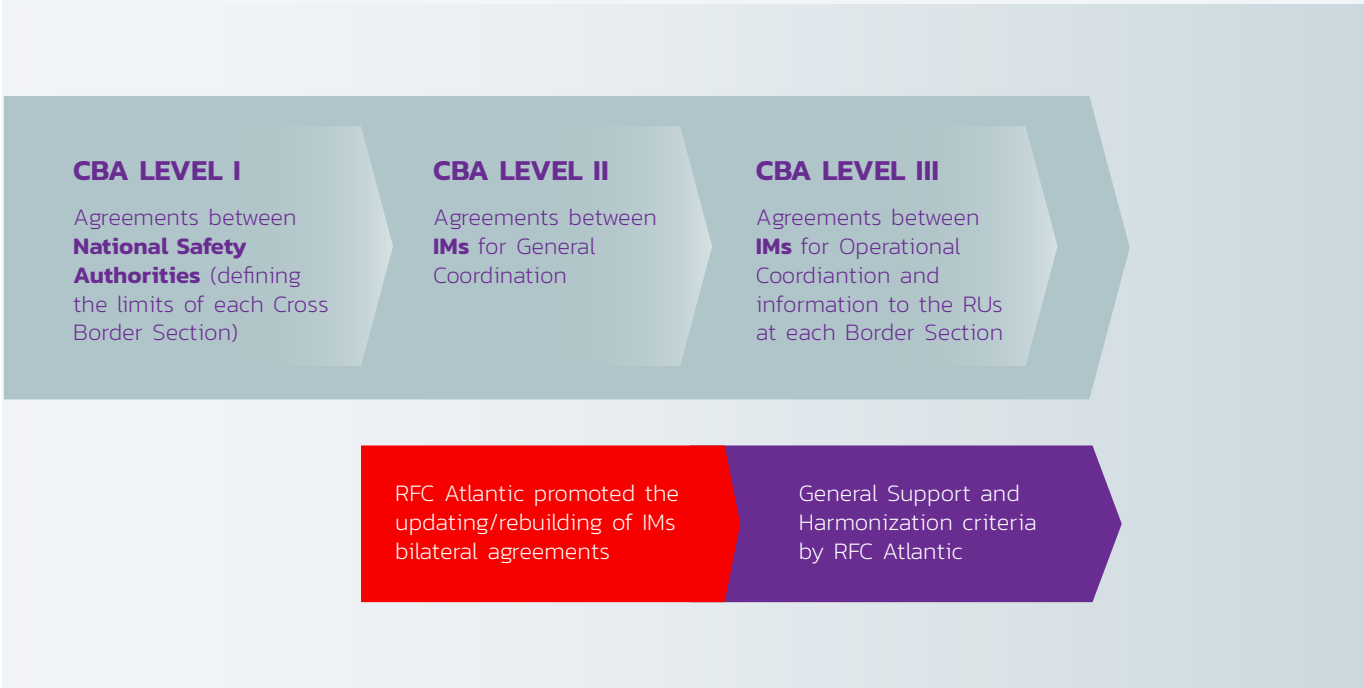 CBA LEVEL I
Agreements between
National Safety
Authorities (defining
the limits of each Cross
Border Section)
CBA LEVEL II
Agreements between
IMs for General
Coordination
CBA LEVEL III
Agreements between
IMs for Operational
Coordiantion and
information to the RUs
at each Border Section
RFC Atlantic promoted the
updating/rebuilding of IMs
bilateral agreements
General Support and
Harmonization criteria
by RFC Atlantic